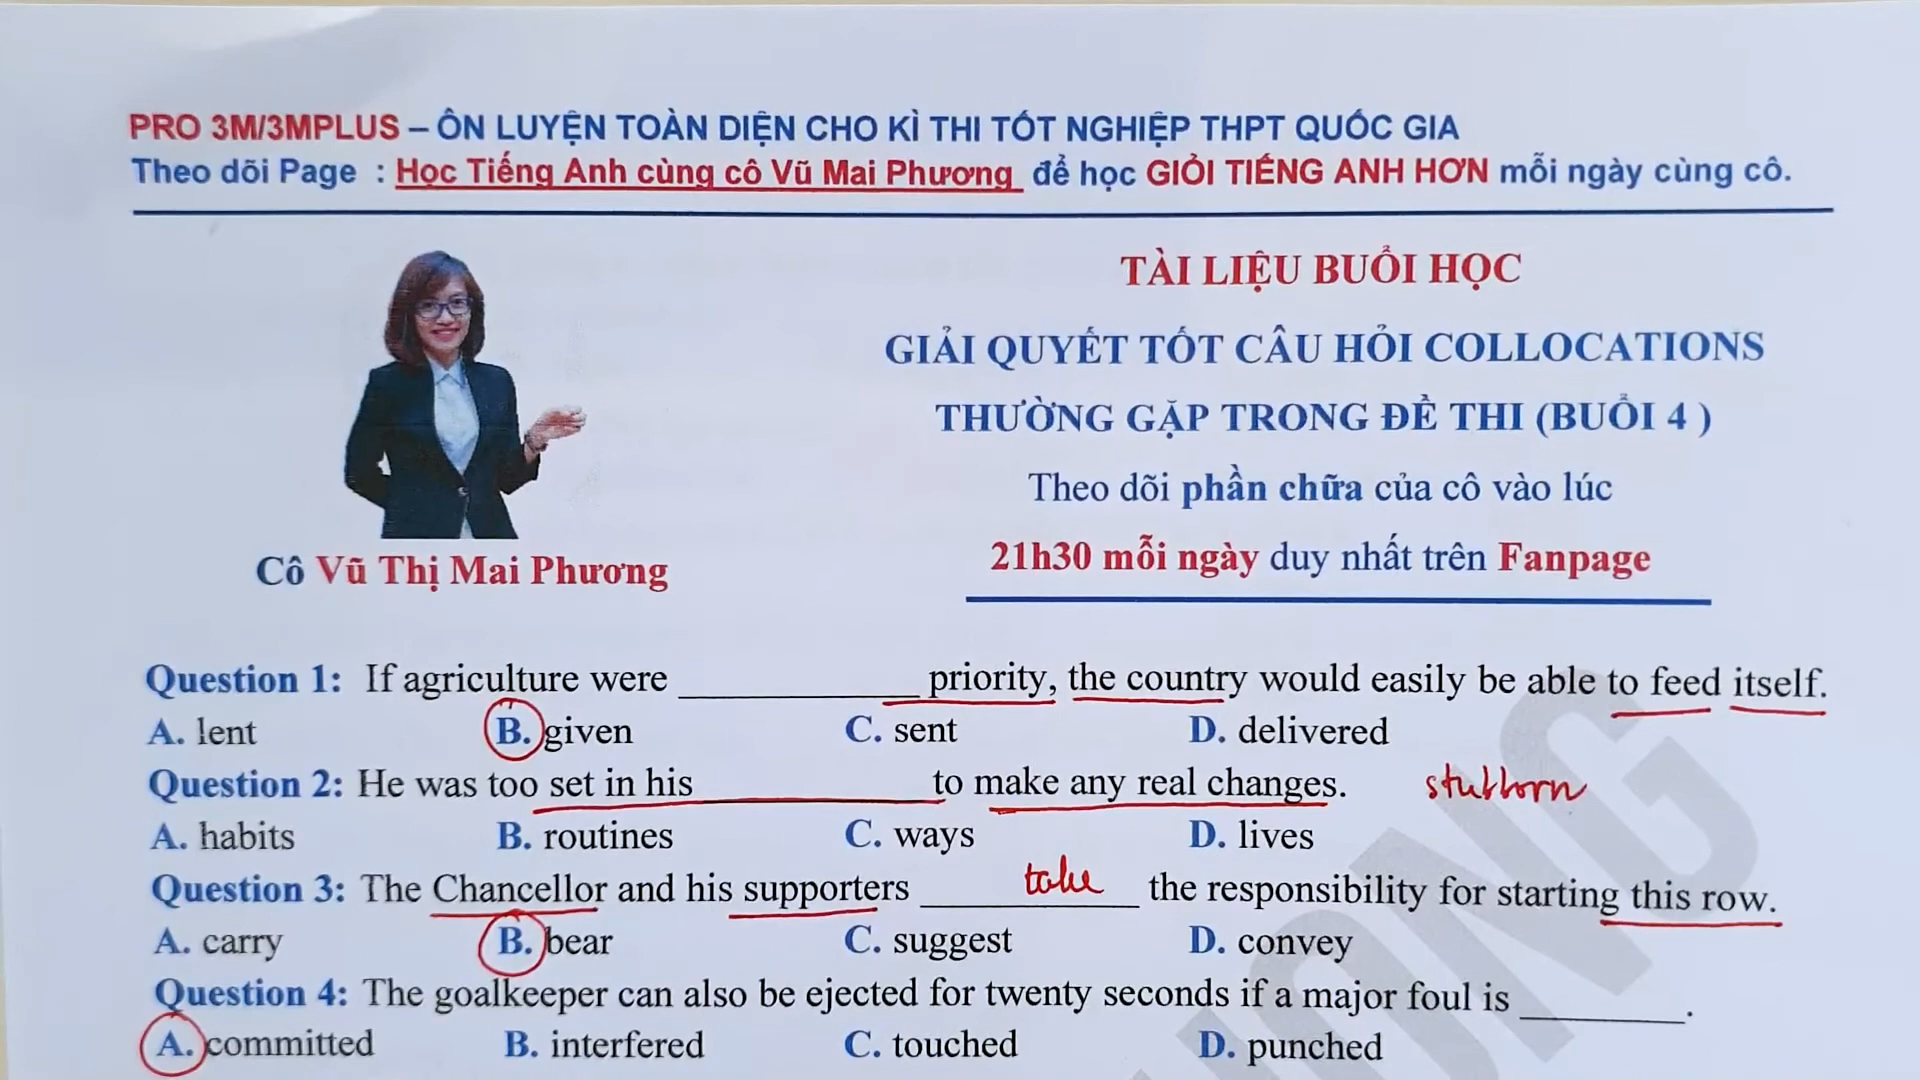 PRO 3M/3MPLUS – ÔN LUYỆN TOÀN DIỆN CHO KÌ THI TỐT NGHIỆP THPT QUỐC GIA
Theo dõi Page : Học Tiếng Anh cùng cô Vũ Mai Phương để học GIỎI TIẾNG ANH HƠN mỗi ngày cùng cô.
TÀI LIỆU BUỔI HỌC
GIẢI QUYẾT TỐT CÂU HỎI COLLOCATIONS
THƯỜNG GẶP TRONG ĐỀ THI (BUỔI 4 )
Theo dõi phần chữa của cô vào lúc
21h30 mỗi ngày duy nhất trên Fanpage
Cô Vũ Thị Mai Phương
Question 1: If agriculture were ____________ priority, the country would easily be able to feed itself.
A. lent B. given C. sent D. delivered
Question 2: He was too set in his ____________ to make any real changes. stubborn
A. habits B. routines C. ways D. lives
Question 3: The Chancellor and his supporters ____take____ the responsibility for starting this row.
A. carry B. bear C. suggest D. convey
Question 4: The goalkeeper can also be ejected for twenty seconds if a major foul is ________.
A. committed B. interfered C. touched D. punched